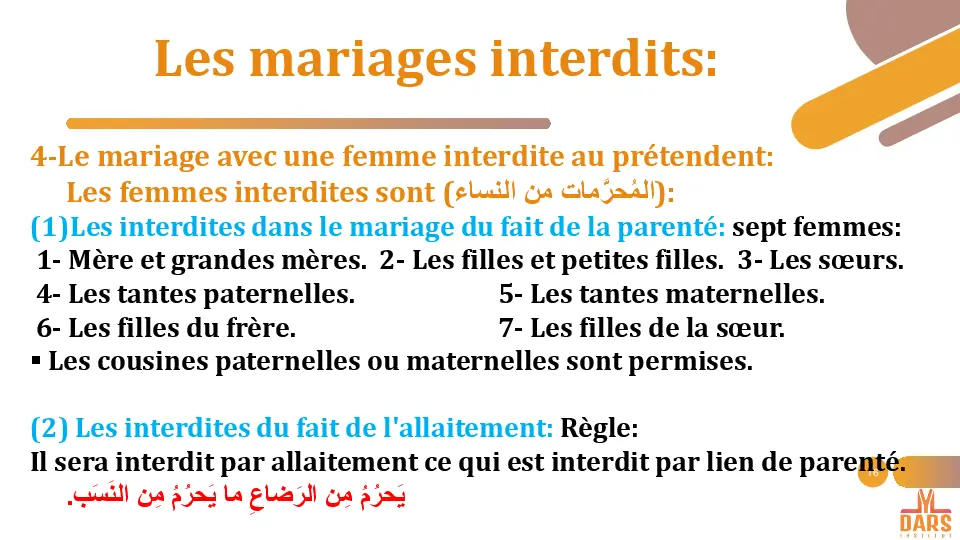 Les mariages interdits:
4-Le mariage avec une femme interdite au prétendent:
Les femmes interdites sont (المُحرَّمات من النساء):
(1)Les interdites dans le mariage du fait de la parenté: sept femmes:
1- Mère et grandes mères. 2- Les filles et petites filles. 3- Les sœurs.
4- Les tantes paternelles. 5- Les tantes maternelles.
6- Les filles du frère. 7- Les filles de la sœur.
▪ Les cousines paternelles ou maternelles sont permises.
(2) Les interdites du fait de l'allaitement: Règle:
Il sera interdit par allaitement ce qui est interdit par lien de parenté.
16
يَحرُمُ مِن الرَضاعِ ما يَحرُمُ مِن النَسَب.
DARS
INSTITUT